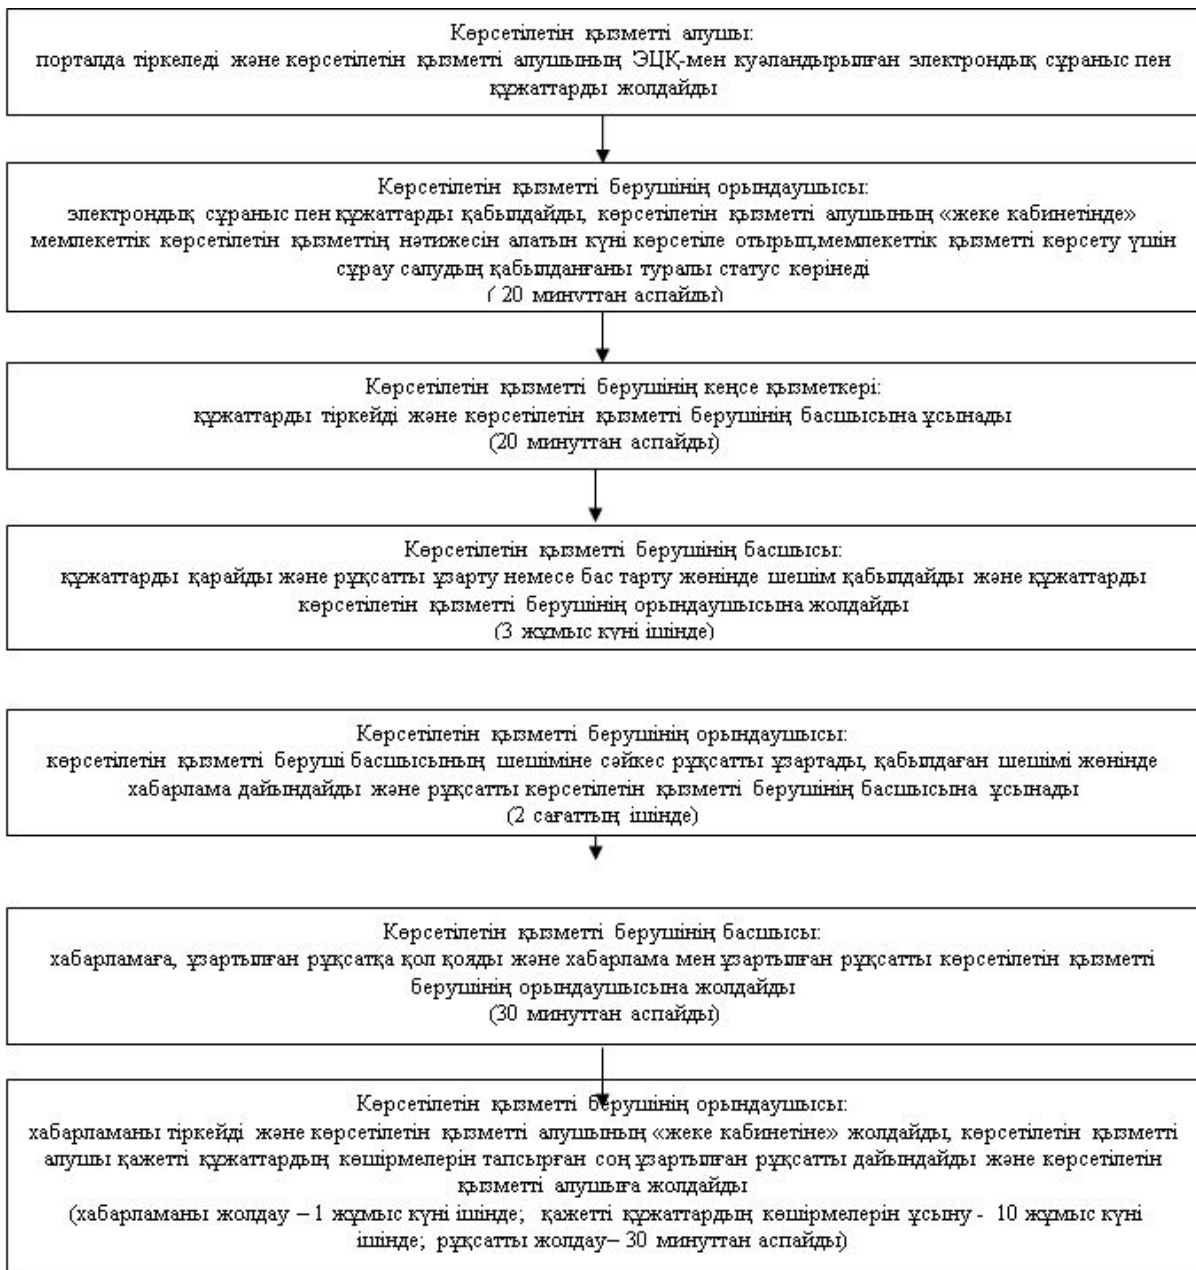 Көрсетілетін қызметті алушы:
порталда тіркеледі және көрсетілетін қызметті алушының ЭЦҚ-мен куәландырылған электрондық сұраныс пен
құжаттарды жолдайды
Көрсетілетін қызметті берушінің орындаушысы:
электрондық сұраныс пен құжаттарды қабылдайды, көрсетілетін қызметті алушының «жеке кабинетінде»
мемлекеттік көрсетілетін қызметтің нәтижесін алатын күні көрсетіле отырып,мемлекеттік қызметті көрсету үшін
сұрау салудың қабылданғаны туралы статус көрінеді
( 20 минуттан аспайды)
Көрсетілетін қызметті берушінің кеңсе қызметкері:
құжаттарды тіркейді және көрсетілетін қызметті берушінің басшысына ұсынады
(20 минуттан аспайды)
Көрсетілетін қызметті берушінің басшысы:
құжаттарды қарайды және рұқсатты ұзарту немесе бас тарту жөнінде шешім қабылдайды және құжаттарды
көрсетілетін қызметті берушінің орындаушысына жолдайды
(3 жұмыс күні ішінде)
Көрсетілетін қызметті берушінің орындаушысы:
көрсетілетін қызметті беруші басшысының шешіміне сәйкес рұқсатты ұзартады, қабылдаған шешімі жөнінде
хабарлама дайындайды және рұқсатты көрсетілетін қызметті берушінің басшысына ұсынады
(2 сағаттың ішінде)
Көрсетілетін қызметті берушінің басшысы:
хабарламаға, ұзартылған рұқсатқа қол қояды және хабарлама мен ұзартылған рұқсатты көрсетілетін қызметті
берушінің орындаушысына жолдайды
(30 минуттан аспайды)
Көрсетілетін қызметті берушінің орындаушысы:
хабарламаны тіркейді және көрсетілетін қызметті алушының «жеке кабинетіне» жолдайды, көрсетілетін қызметті
алушы қажетті құжаттардың көшірмелерін тапсырған соң ұзартылған рұқсатты дайындайды және көрсетілетін
қызметті алушыға жолдайды
(хабарламаны жолдау – 1 жұмыс күні ішінде; қажетті құжаттардың көшірмелерін ұсыну - 10 жұмыс күні
ішінде; рұқсатты жолдау– 30 минуттан аспайды)